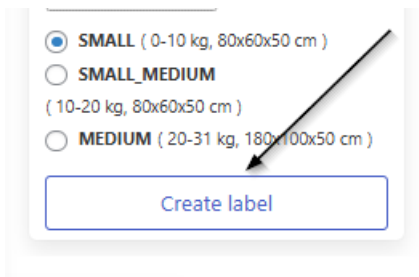 SMALL ( 0-10 kg, 80x60x50 cm )
SMALL_MEDIUM
( 10-20 kg, 80x60x50 cm )
MEDIUM ( 20-31 kg, 180x100x50 cm )
Create label